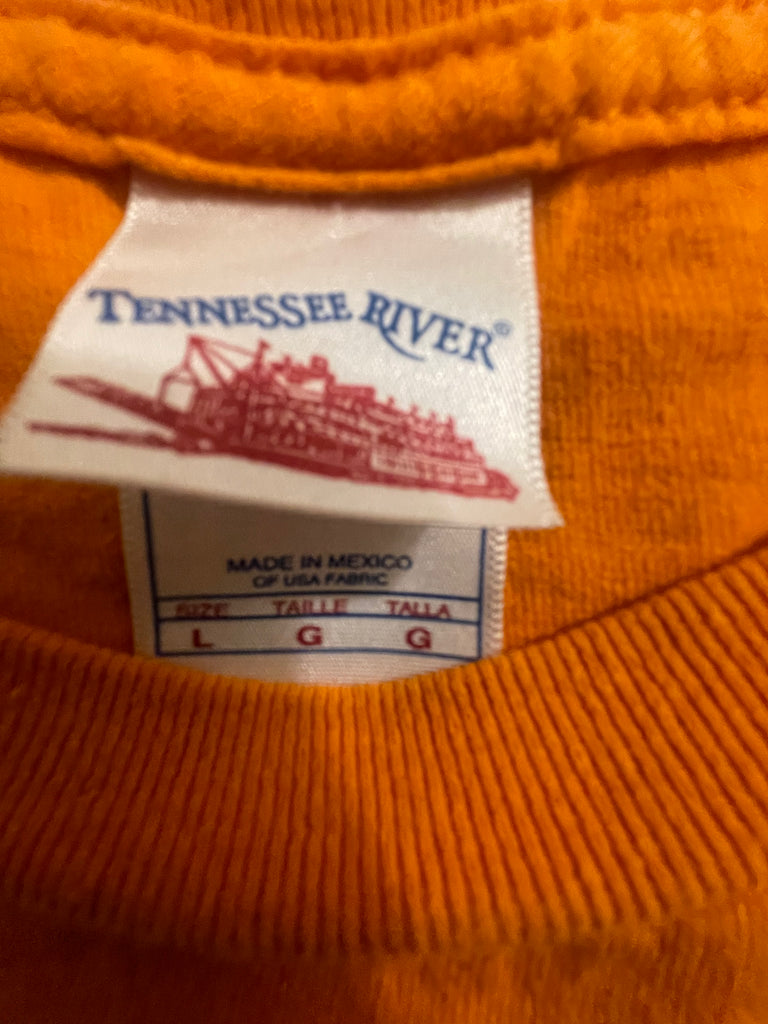 TENNESSEE RIVER®
MADE IN MEXICO
OF USA FABRIC
SIZE TAILLE TALLA
L G G